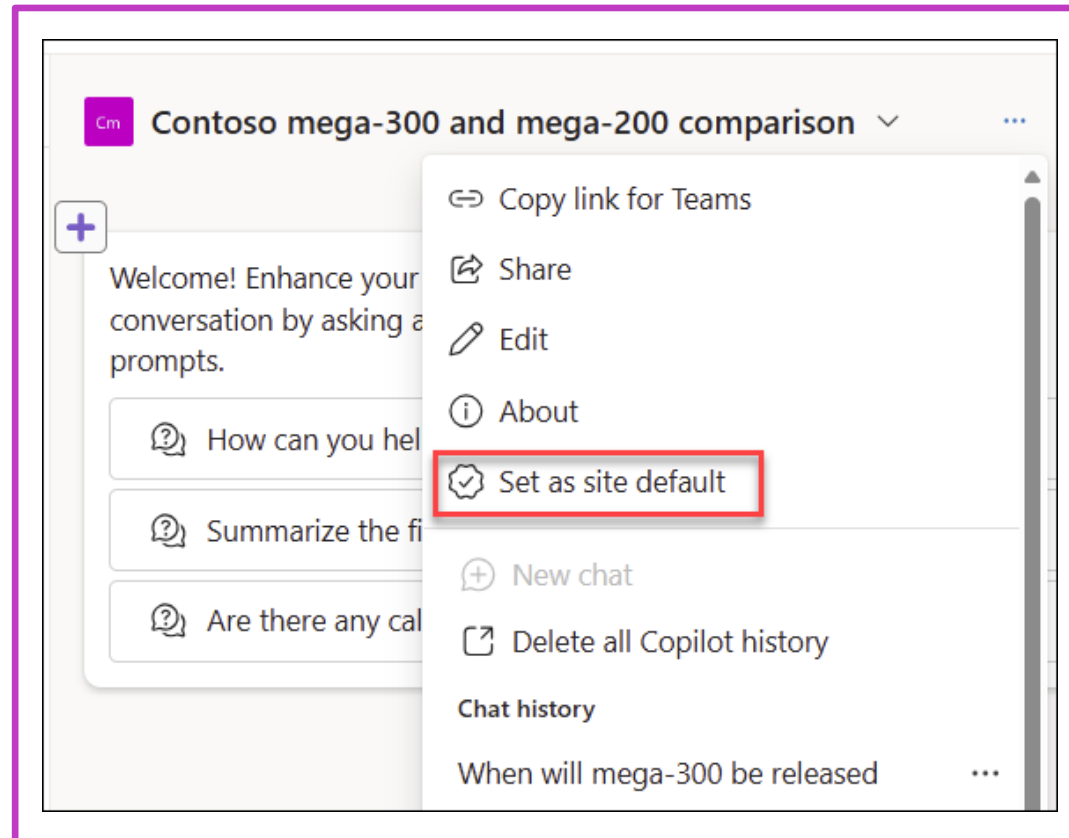 Cm Contoso mega-300 and mega-200 comparison
Copy link for Teams
Share
Edit
About
Set as site default
New chat
Delete all Copilot history
Chat history
When will mega-300 be released
Welcome! Enhance your
conversation by asking a
prompts.
How can you hel
Summarize the fi
Are there any cal